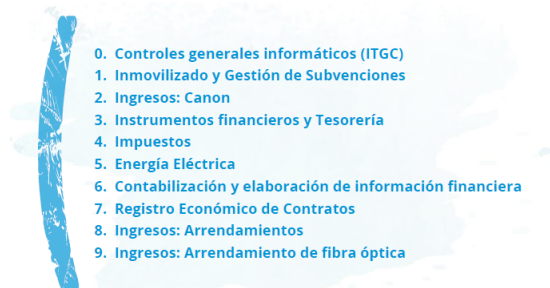 0. Controles generales informáticos (ITGC)
1. Inmovilizado y Gestión de Subvenciones
2. Ingresos: Canon
3. Instrumentos financieros y Tesorería
4. Impuestos
5. Energía Eléctrica
6. Contabilización y elaboración de información financiera
7. Registro Económico de Contratos
8. Ingresos: Arrendamientos
9. Ingresos: Arrendamiento de fibra óptica